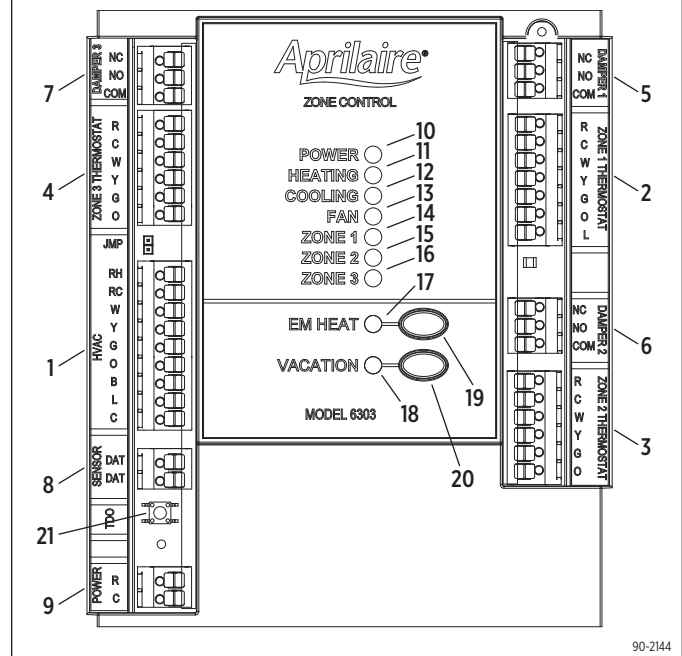 Aprilaire®
ZONE CONTROL
POWER
HEATING
COOLING
FAN
ZONE 1
ZONE 2
ZONE 3
EM HEAT
VACATION
MODEL 6303
10
11
12
13
14
15
16
17
18
19
20
7
DAMPER 3
NC
NO
COM
4
ZONE 3 THERMOSTAT
R
C
W
Y
G
O
JMP
1
HVAC
RH
RC
W
Y
G
O
B
L
C
8
SENSOR
DAT
DAT
21
TDO
9
POWER
R
C
NC
NO
COM
DAMPER 1
5
R
C
W
Y
G
O
L
ZONE 1 THERMOSTAT
2
NC
NO
COM
DAMPER 2
6
R
C
W
Y
G
O
ZONE 2 THERMOSTAT
3
90-2144